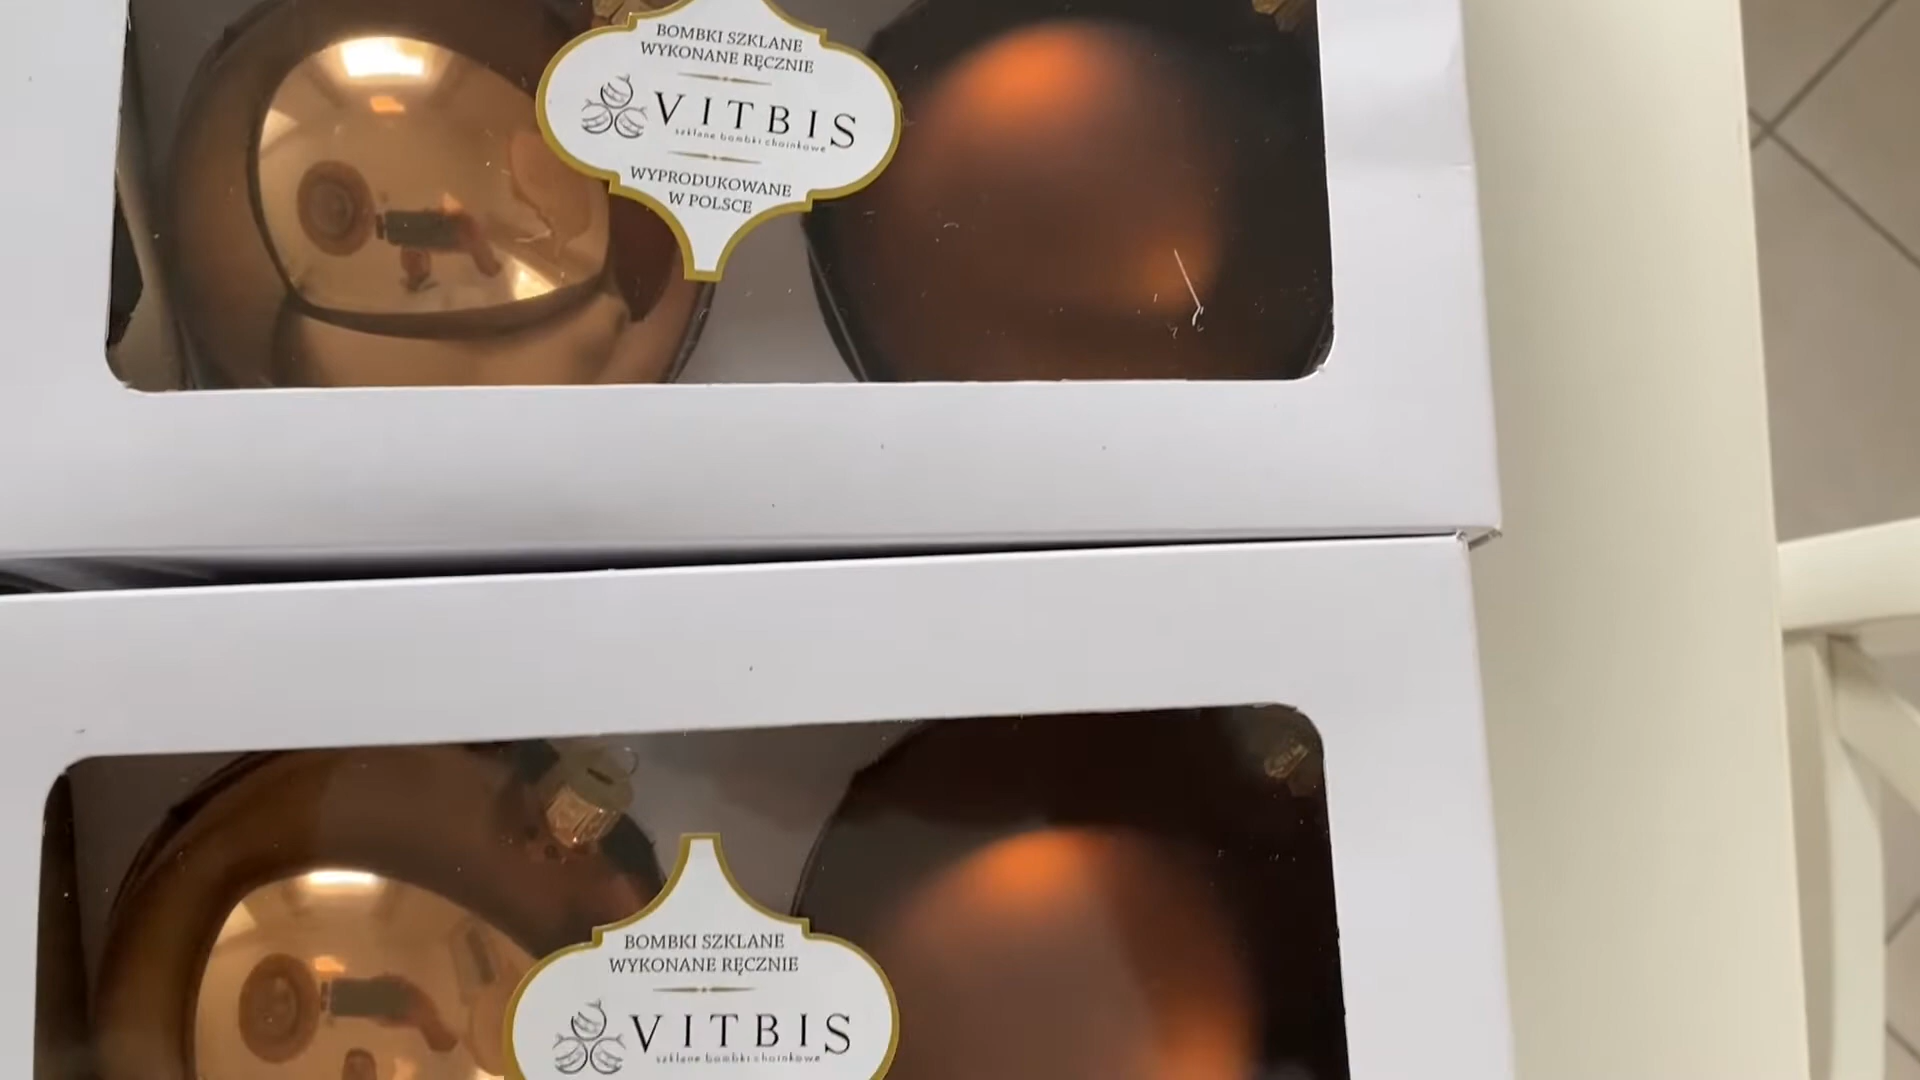 BOMBKI SZKLANE
WYKONANE RĘCZNIE
VITBIS
szklane bombki choinkowe
WYPRODUKOWANE
W POLSCE
BOMBKI SZKLANE
WYKONANE RĘCZNIE
VITBIS
szklane bombki choinkowe